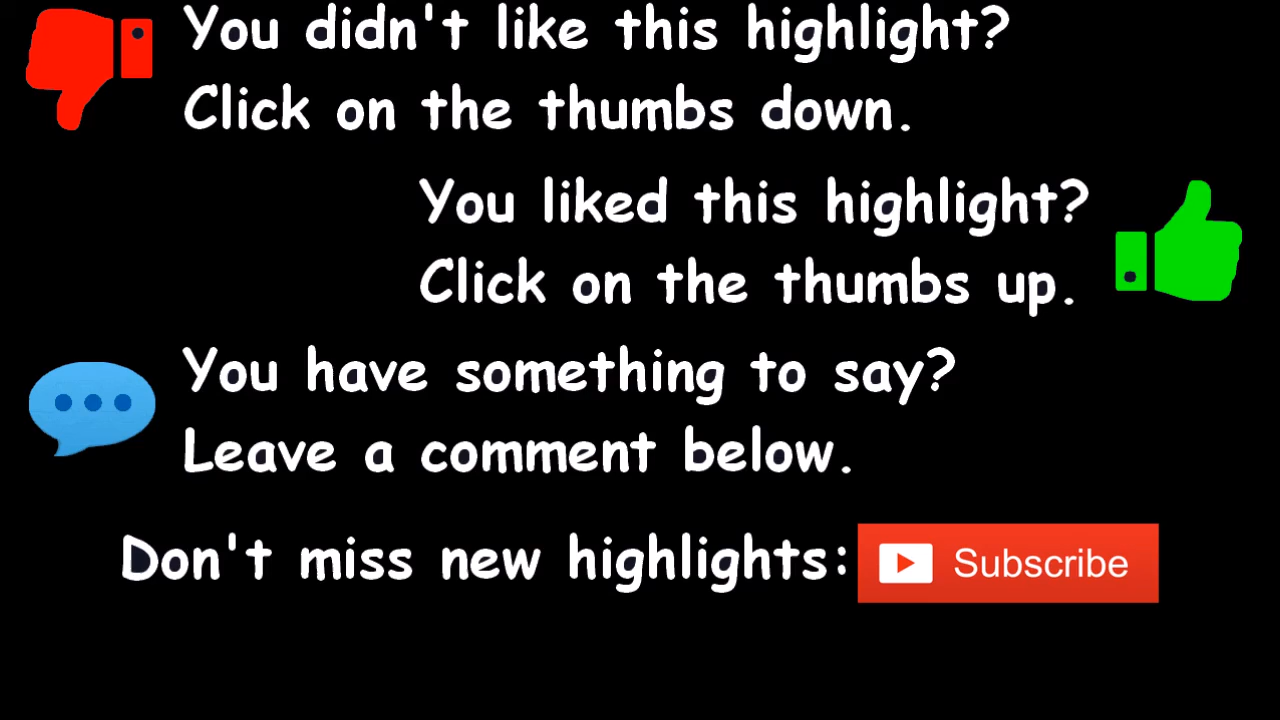 You didn't like this highlight?
Click on the thumbs down.
You liked this highlight?
Click on the thumbs up.
You have something to say?
Leave a comment below.
Don't miss new highlights: Subscribe